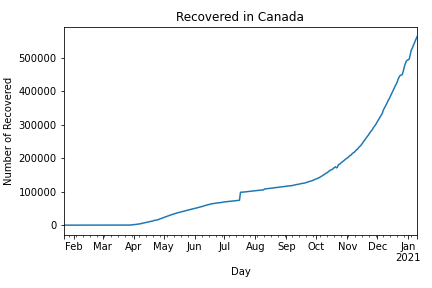 Recovered in Canada
Number of Recovered
500000
400000
300000
200000
100000
0
Feb Mar Apr May Jun Jul Aug Sep Oct Nov Dec Jan
2021
Day